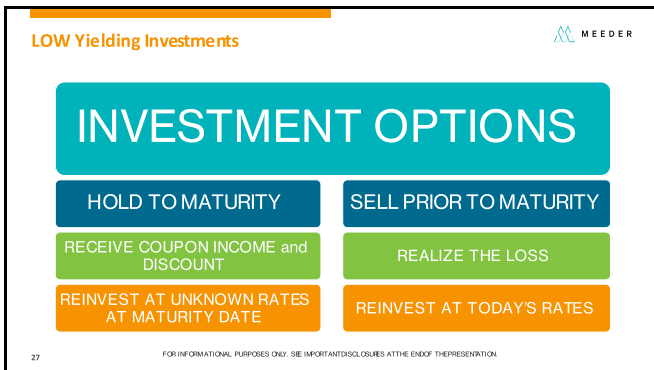 LOW Yielding Investments
MEEDER
INVESTMENT OPTIONS
HOLD TO MATURITY
SELL PRIOR TO MATURITY
RECEIVE COUPON INCOME and
DISCOUNT
REALIZE THE LOSS
REINVEST AT UNKNOWN RATES
AT MATURITY DATE
REINVEST AT TODAY'S RATES
27
FOR INFORMATIONAL PURPOSES ONLY. SEE IMPORTANTDISCLOSURES ATTHE ENDOF THEPRESENTATION.